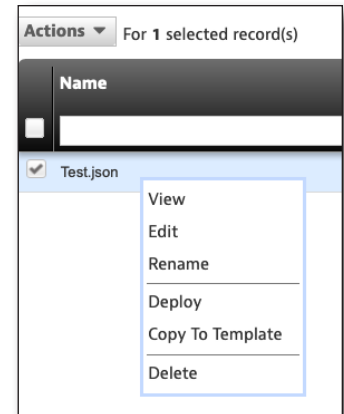 Actions For 1 selected record(s)
Name
Test.json
View
Edit
Rename
Deploy
Copy To Template
Delete